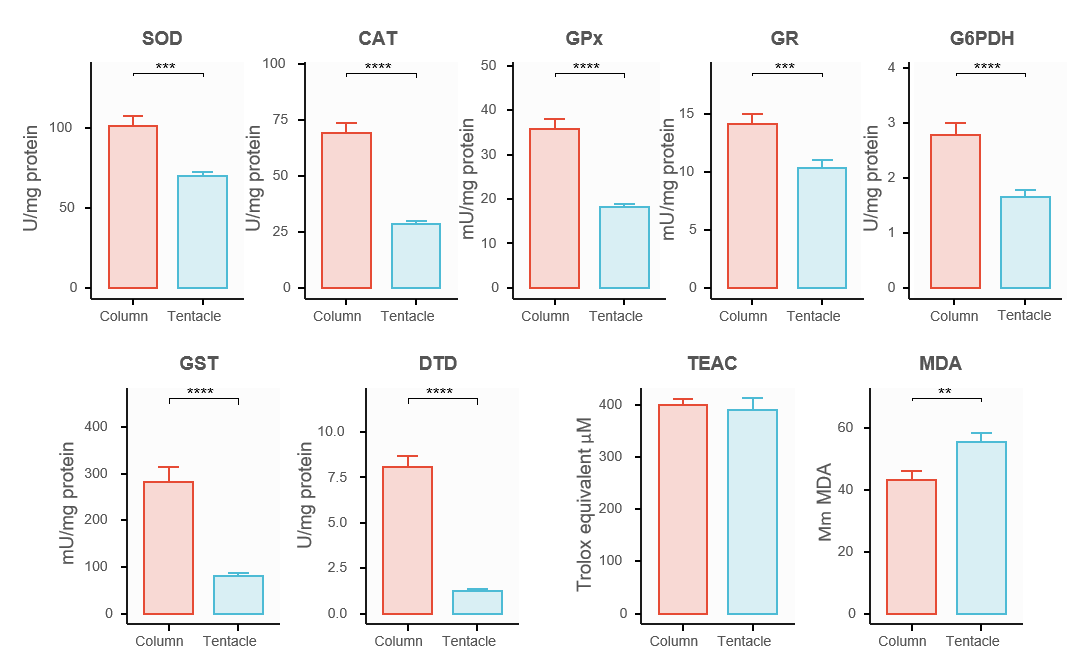 SOD
***
U/mg protein
100
50
0
Column Tentacle
CAT
****
U/mg protein
100
75
50
25
0
Column Tentacle
GPx
****
mU/mg protein
50
40
30
20
10
0
Column Tentacle
GR
***
mU/mg protein
15
10
5
0
Column Tentacle
G6PDH
****
U/mg protein
4
3
2
1
0
Column Tentacle
GST
****
mU/mg protein
400
300
200
100
0
Column Tentacle
DTD
****
U/mg protein
10.0
7.5
5.0
2.5
0.0
Column Tentacle
TEAC
Trolox equivalent µM
400
300
200
100
0
Column Tentacle
MDA
**
Mm MDA
60
40
20
0
Column Tentacle